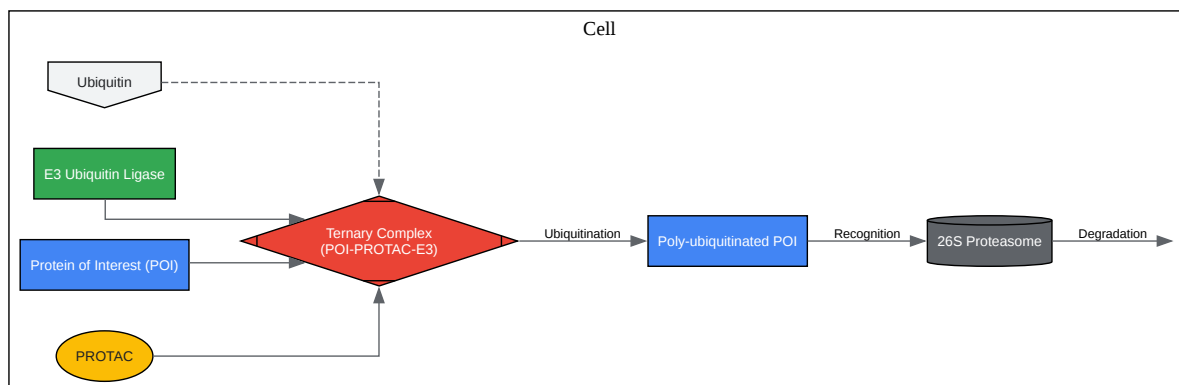 Cell
Ubiquitin
E3 Ubiquitin Ligase
Protein of Interest (POI)
PROTAC
Ternary Complex
(POI-PROTAC-E3)
Ubiquitination
Poly-ubiquitinated POI
Recognition
26S Proteasome
Degradation